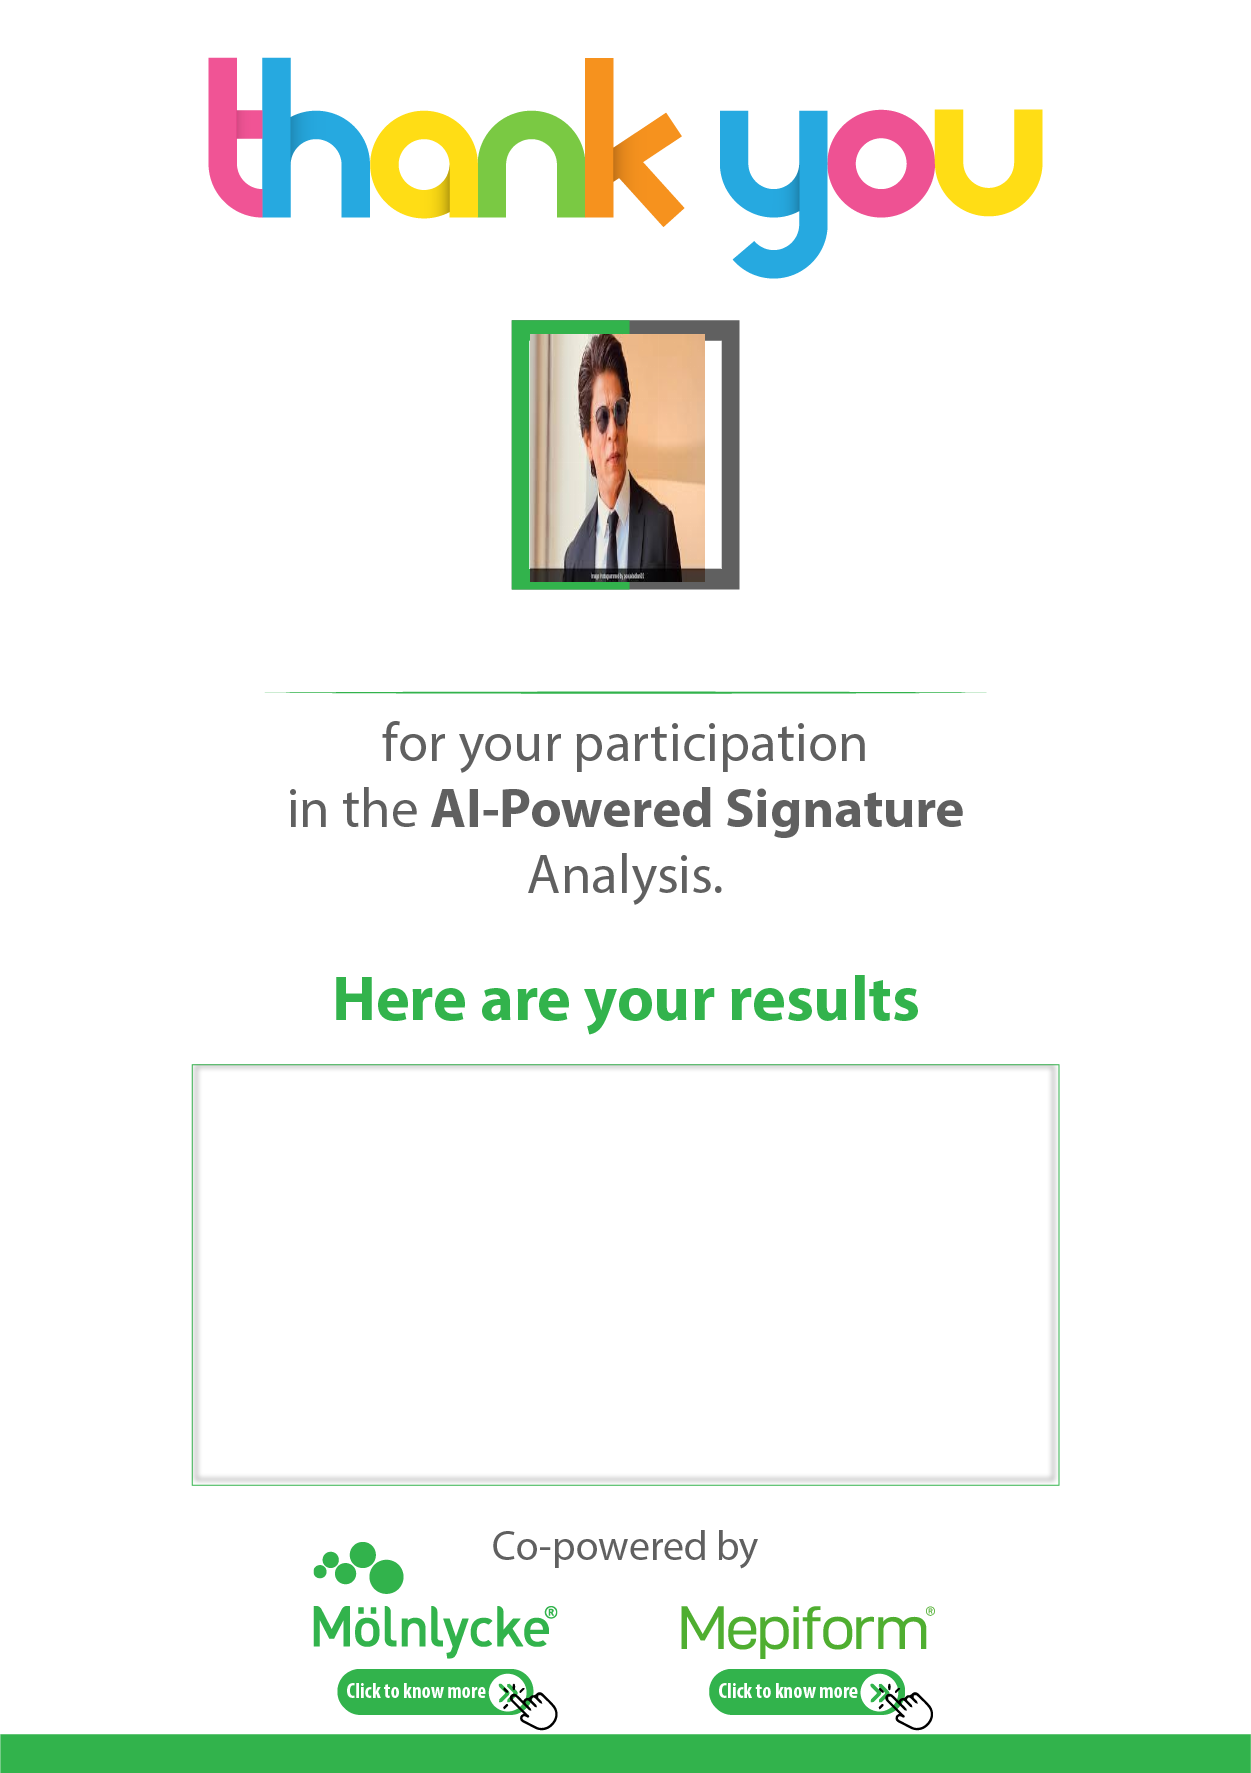 thank you
for your participation
in the AI-Powered Signature
Analysis.
Here are your results
Co-powered by
Mölnlycke®
Mepiform®
Click to know more
Click to know more